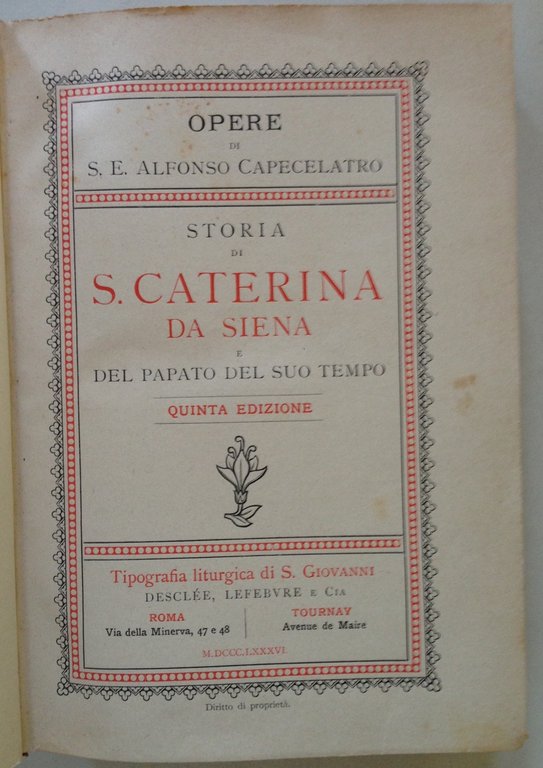 OPERE
DI
S. E. ALFONSO CAPECELATRO
STORIA
DI
S. CATERINA
DA SIENA
E
DEL PAPATO DEL SUO TEMPO
QUINTA EDIZIONE
Tipografia liturgica di S. GIOVANNI
DESCLÉE, LEFEBVRE E CIA
ROMA
Via della Minerva, 47 e 48
TOURNAY
Avenue de Maire
M.DCCC.LXXXVI.
Diritto di proprietà.